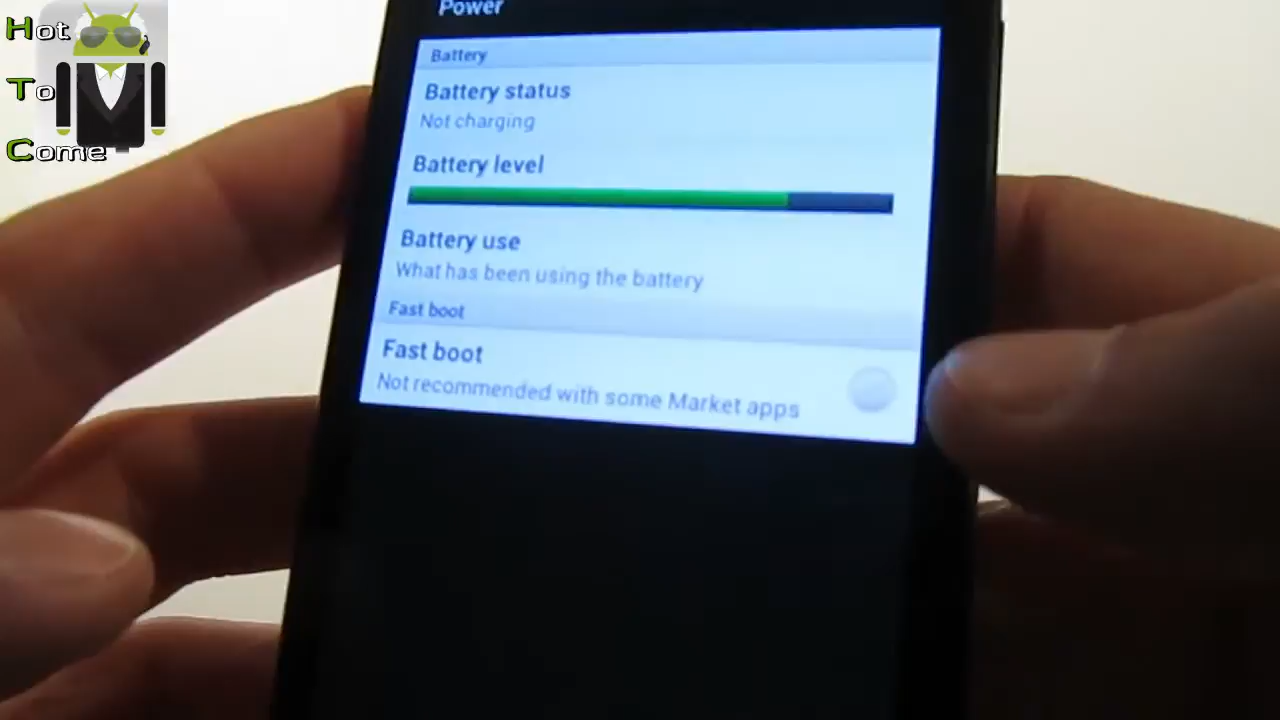 Hot
To
Come
Power
Battery
Battery status
Not charging
Battery level
Battery use
What has been using the battery
Fast boot
Fast boot
Not recommended with some Market apps